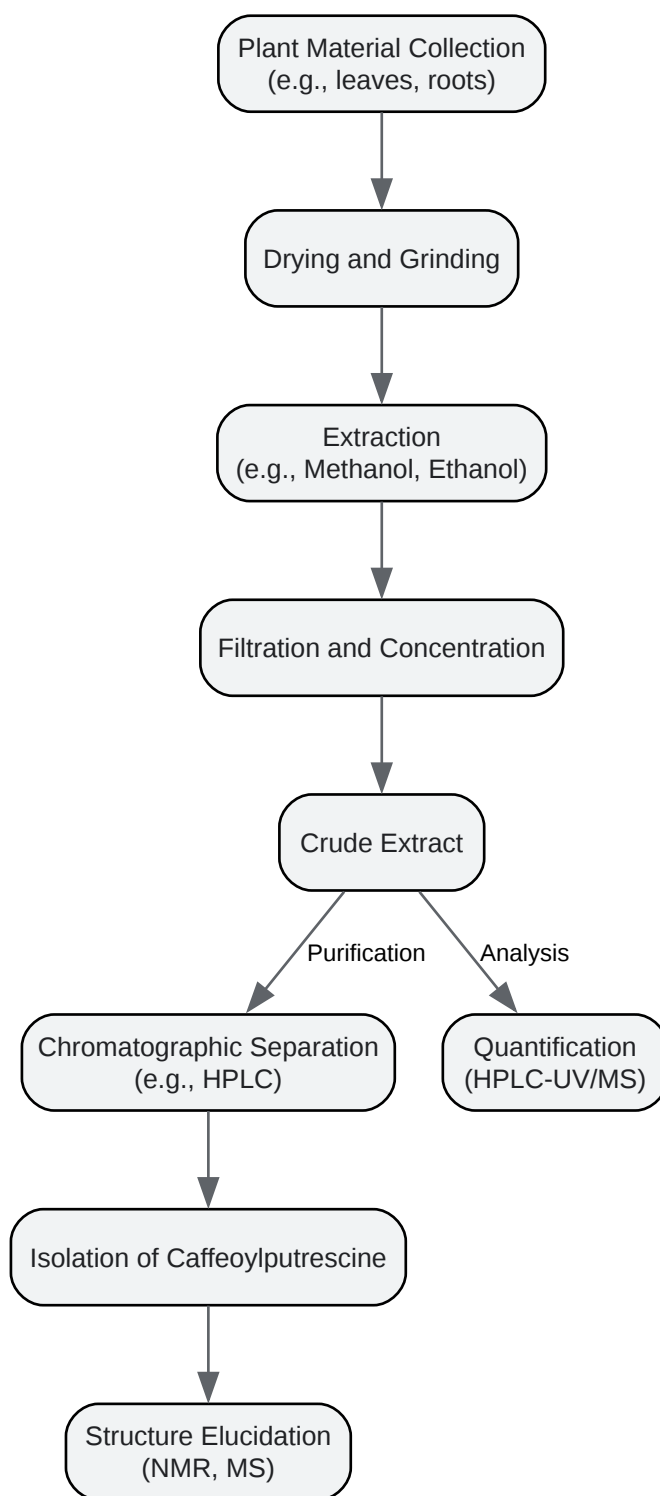 Plant Material Collection
(e.g., leaves, roots)
Drying and Grinding
Extraction
(e.g., Methanol, Ethanol)
Filtration and Concentration
Crude Extract
Purification
Analysis
Chromatographic Separation
(e.g., HPLC)
Quantification
(HPLC-UV/MS)
Isolation of Caffeoylputrescine
Structure Elucidation
(NMR, MS)